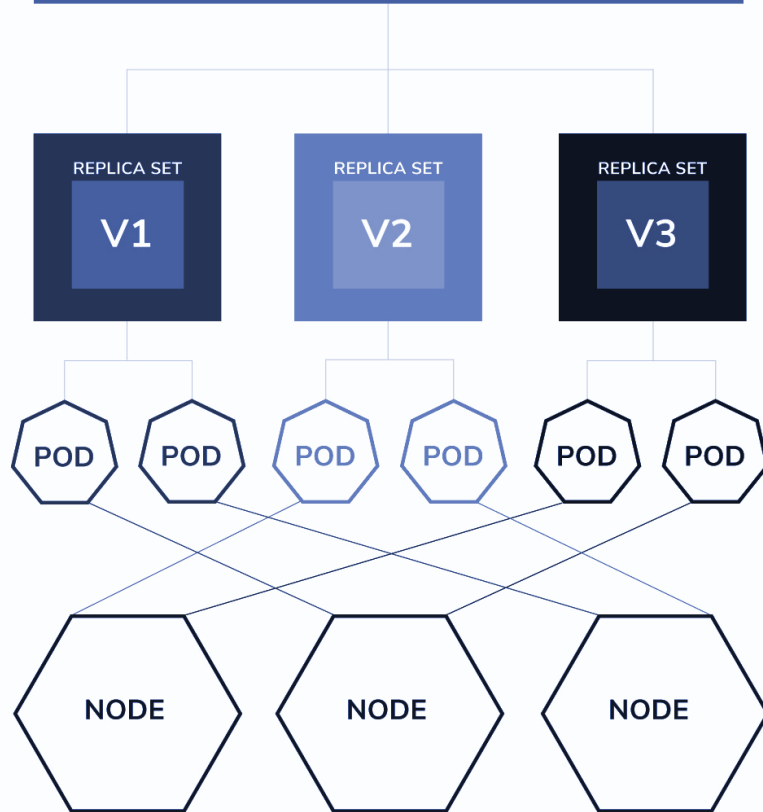 REPLICA SET
V1
REPLICA SET
V2
REPLICA SET
V3
POD
POD
POD
POD
POD
POD
NODE
NODE
NODE